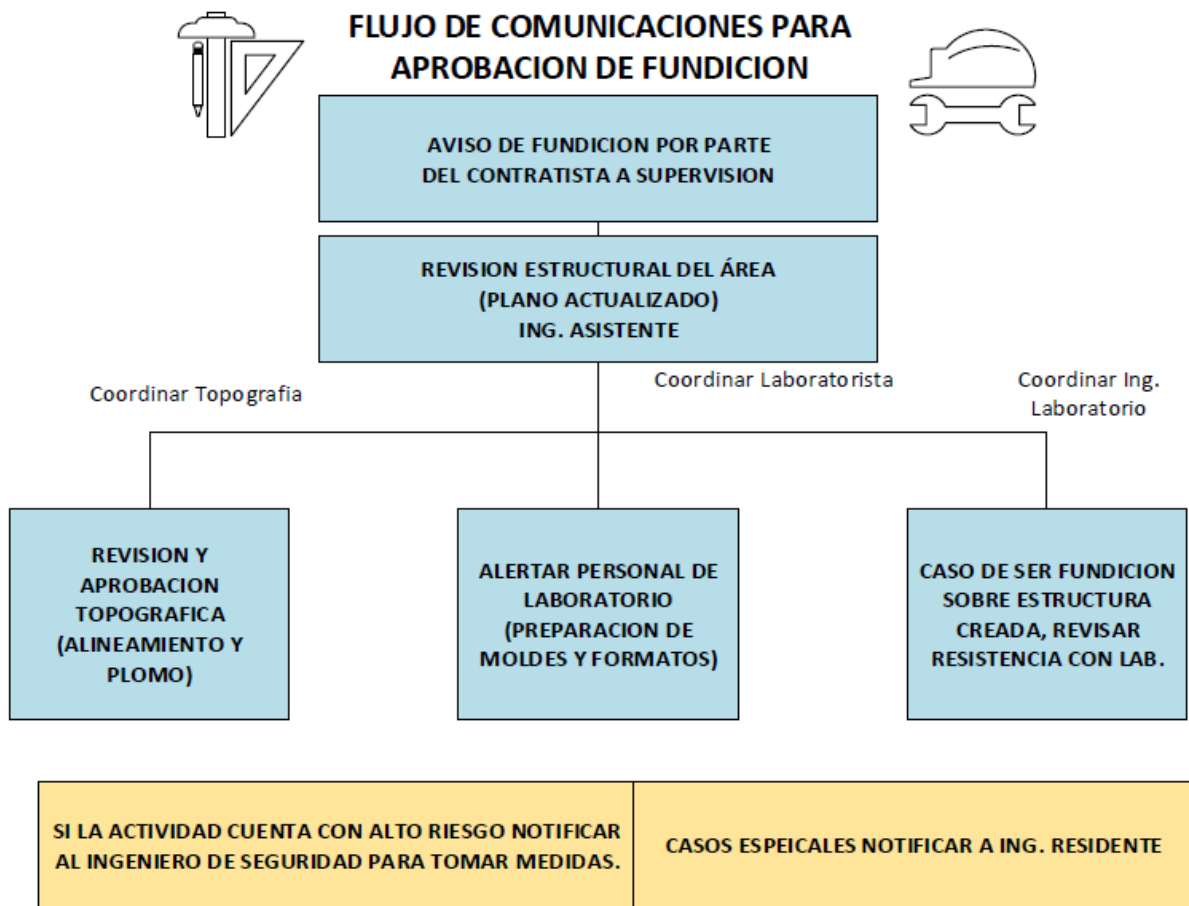 FLUJO DE COMUNICACIONES PARA
APROBACION DE FUNDICION
AVISO DE FUNDICION POR PARTE
DEL CONTRATISTA A SUPERVISION
REVISION ESTRUCTURAL DEL ÁREA
(PLANO ACTUALIZADO)
ING. ASISTENTE
Coordinar Topografia
Coordinar Laboratorista
Coordinar Ing.
Laboratorio
REVISION Y
APROBACION
TOPOGRAFICA
(ALINEAMIENTO Y
PLOMO)
ALERTAR PERSONAL DE
LABORATORIO
(PREPARACION DE
MOLDES Y FORMATOS)
CASO DE SER FUNDICION
SOBRE ESTRUCTURA
CREADA, REVISAR
RESISTENCIA CON LAB.
SI LA ACTIVIDAD CUENTA CON ALTO RIESGO NOTIFICAR
AL INGENIERO DE SEGURIDAD PARA TOMAR MEDIDAS.
CASOS ESPEICALES NOTIFICAR A ING. RESIDENTE